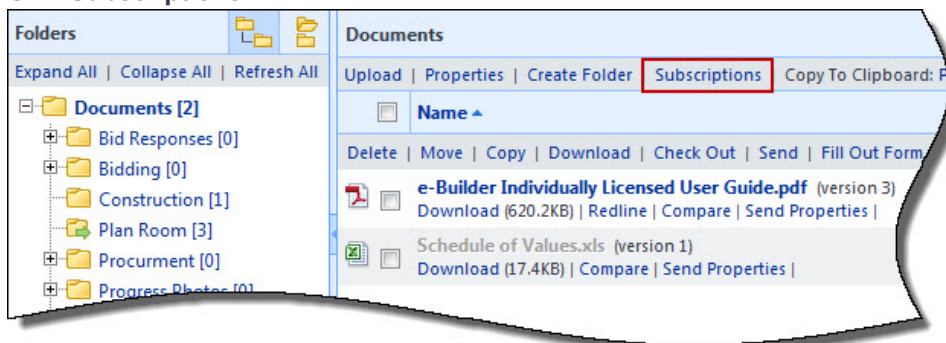 Folders
Documents
Expand All | Collapse All | Refresh All
Upload | Properties | Create Folder Subscriptions Copy To Clipboard:
Documents [2]
Name
Bid Responses [0]
Delete | Move | Copy | Download | Check Out | Send | Fill Out Form
Bidding [0]
e-Builder Individually Licensed User Guide.pdf (version 3)
Construction [1]
Download (620.2KB) | Redline | Compare | Send Properties |
Plan Room [3]
Schedule of Values.xls (version 1)
Procurment [0]
Download (17.4KB) | Compare | Send Properties |
Progress Photos [0]